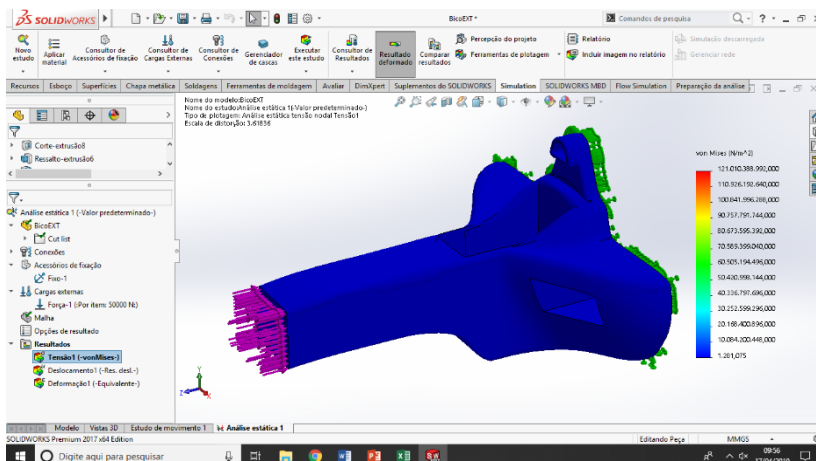 SOLIDWORKS
BicoEXT *
Comandos de pesquisa
Novo estudo
Aplicar material
Consultor de Acessórios de fixação
Consultor de Cargas Externas
Consultor de Conexões
Gerenciador de cascas
Executar este estudo
Consultor de Resultados
Resultado deformado
Comparar resultados
Percepção do projeto
Ferramentas de plotagem
Relatório
Incluir imagem no relatório
Simulação descarregada
Gerenciar rede
Recursos Esboço Superfícies Chapa metálica Soldagens Ferramentas de moldagem Avaliar DimXpert Suplementos do SOLIDWORKS Simulation SOLIDWORKS MBD Flow Simulation Preparação da análise
Nome do modelo:BicoEXT
Nome do estudo:Análise estática 1(-Valor predeterminado-)
Tipo de plotagem: Análise estática tensão nodal Tensão1
Escala de distorção: 3.61836
Corte-extrusão8
Ressalto-extrusão6
Análise estática 1 (-Valor predeterminado-)
BicoEXT
Cut list
Conexões
Acessórios de fixação
Fixo-1
Cargas externas
Força-1 (:Por item: 50000 N:)
Malha
Opções de resultado
Resultados
Tensão1 (-vonMises-)
Deslocamento1 (-Res. desl.-)
Deformação1 (-Equivalente-)
von Mises (N/m^2)
121.010.388.992,000
110.926.192.640,000
100.841.996.288,000
90.757.791.744,000
80.673.595.392,000
70.589.399.040,000
60.505.194.496,000
50.420.998.144,000
40.336.797.696,000
30.252.599.296,000
20.168.400.896,000
10.084.200.448,000
1.281,075
Y
Z
X
Modelo Vistas 3D Estudo de movimento 1 Análise estática 1
SOLIDWORKS Premium 2017 x64 Edition
Editando Peça
MMGS
Digite aqui para pesquisar
09:56
17/04/2019